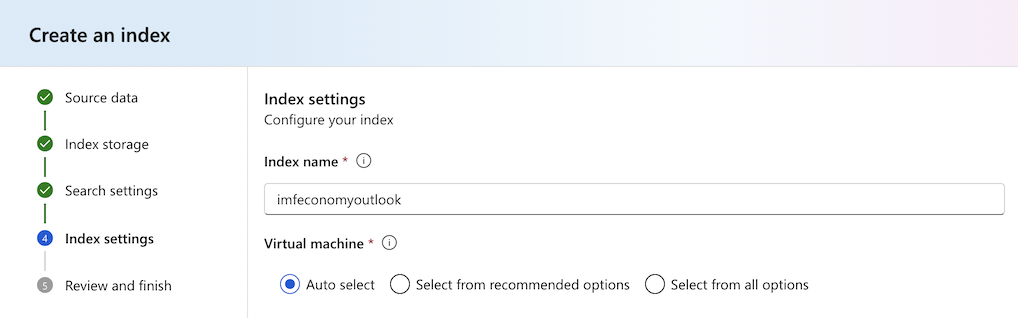 Create an index
Source data
Index storage
Search settings
4 Index settings
5 Review and finish
Index settings
Configure your index
Index name *
imfeconomyoutlook
Virtual machine *
Auto select Select from recommended options Select from all options